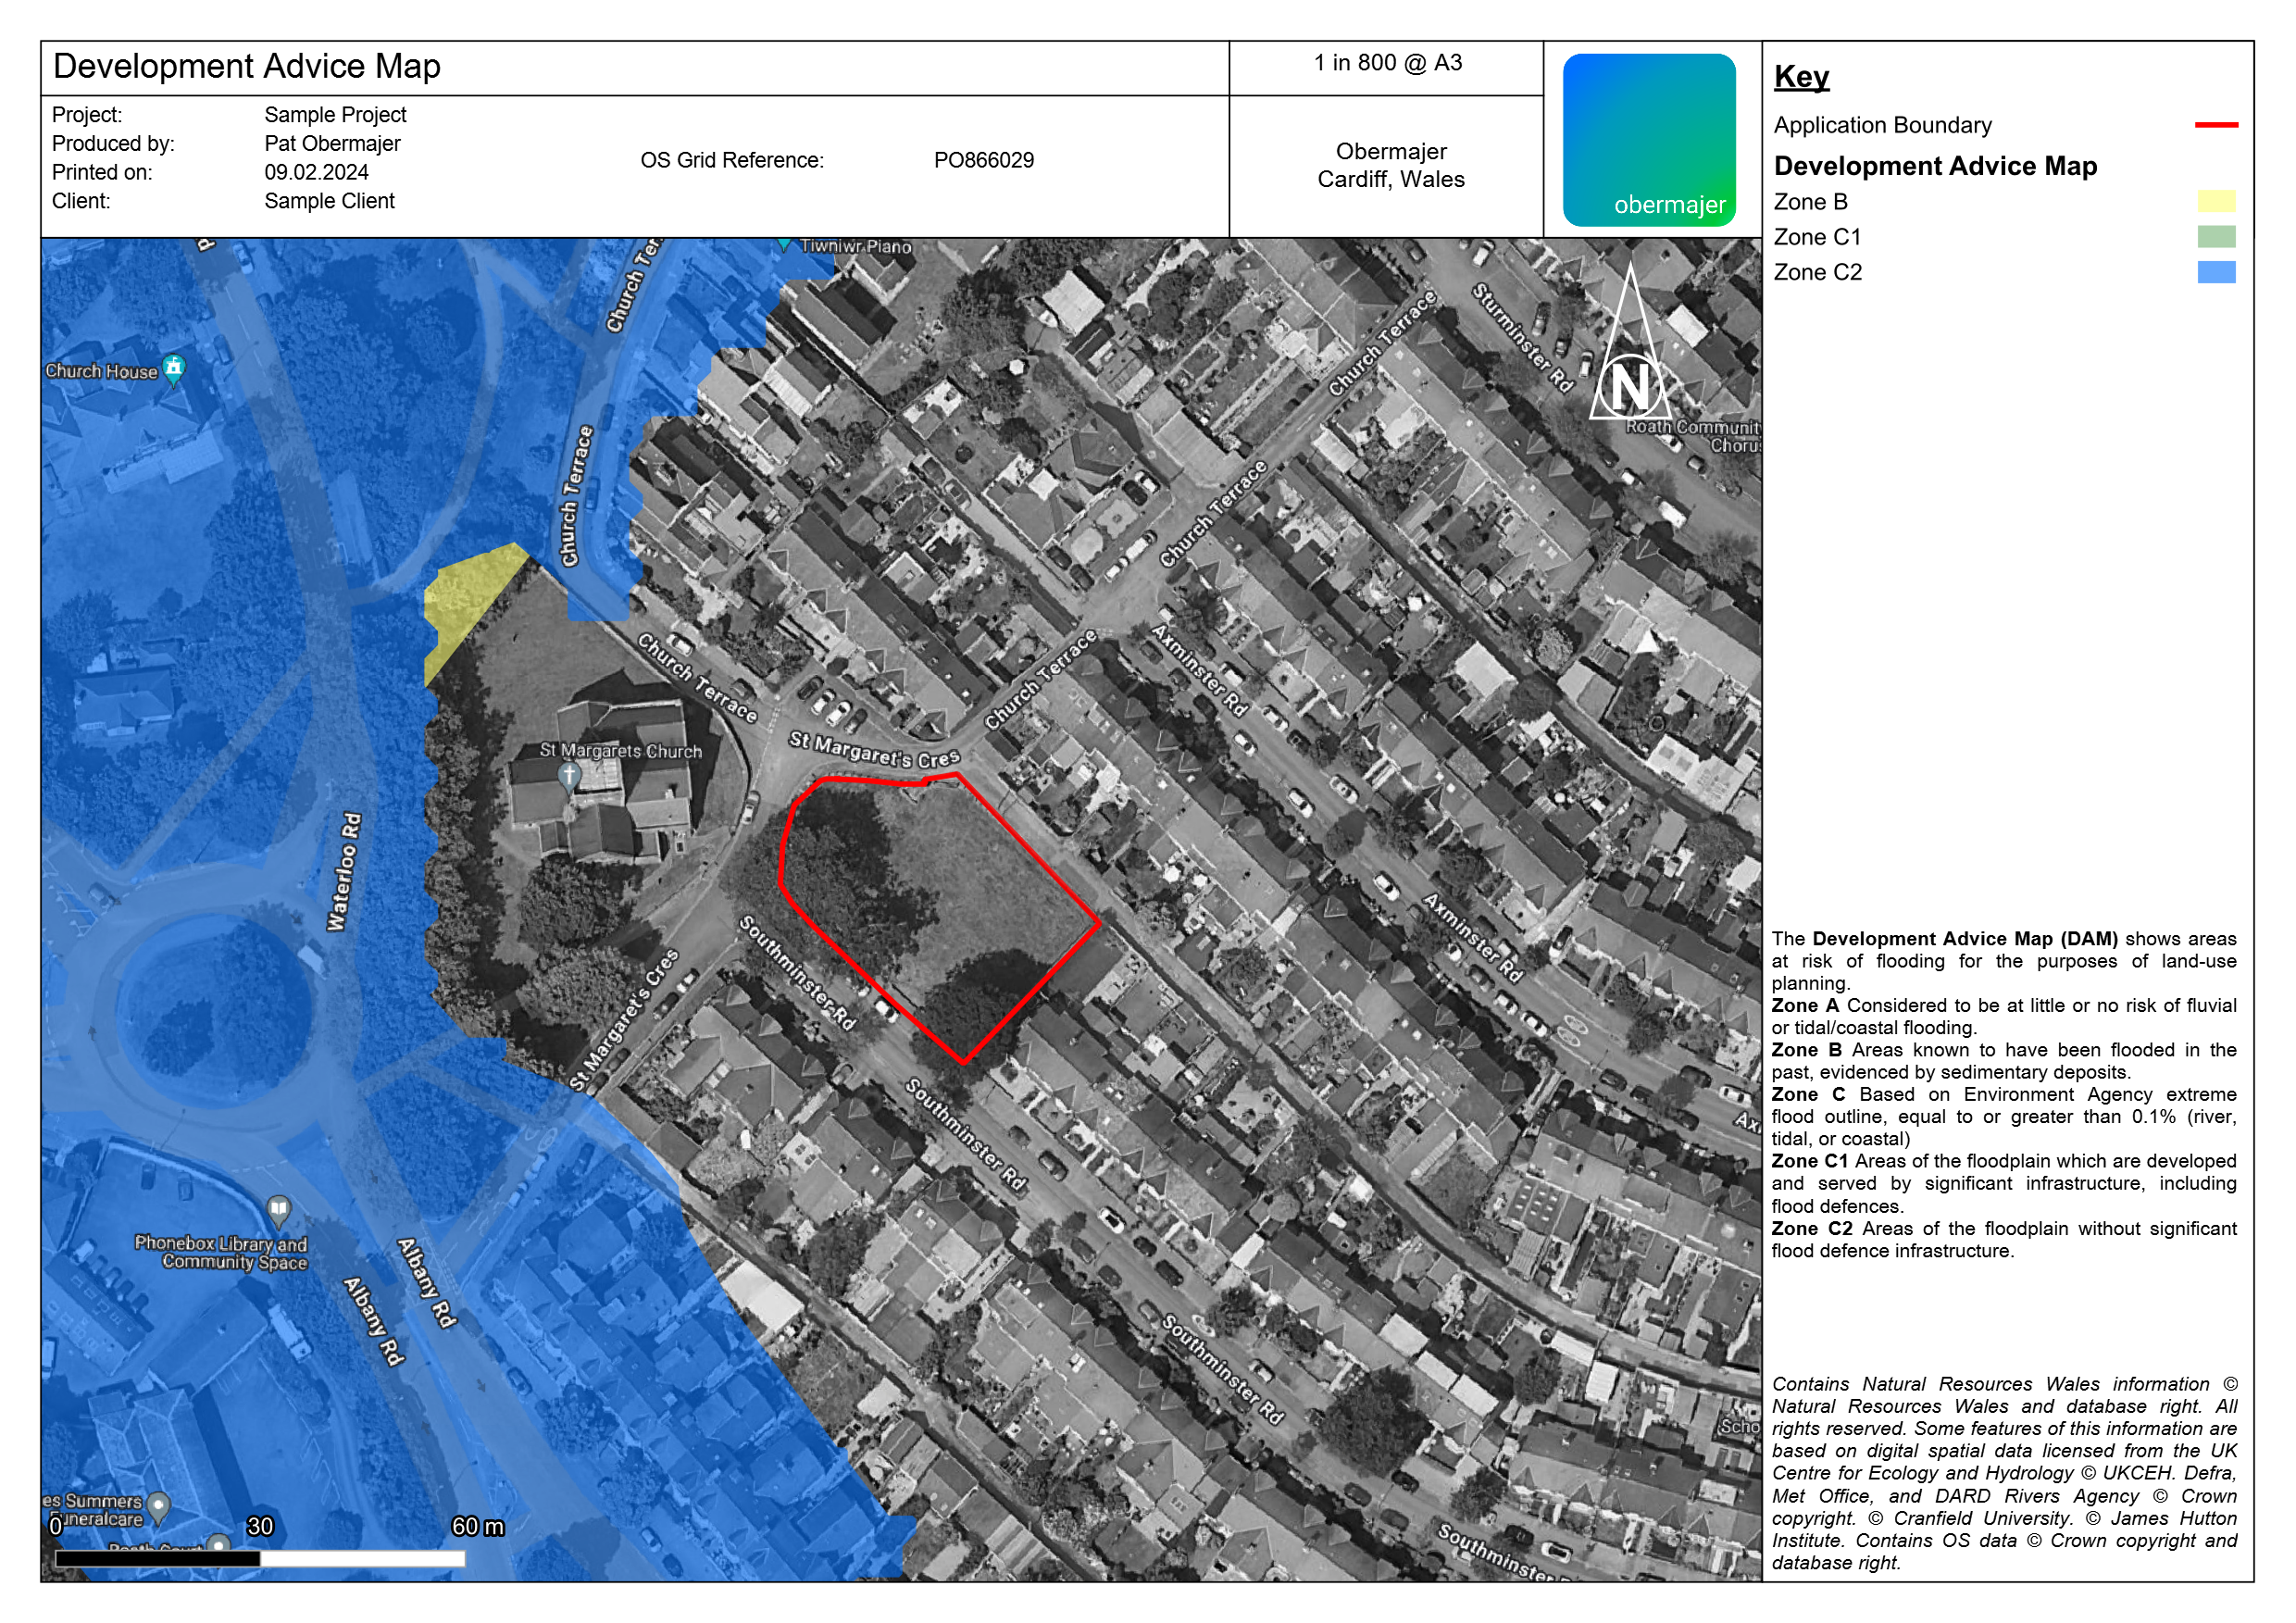 Development Advice Map
1 in 800 @ A3
Project: Sample Project
Produced by: Pat Obermajer
Printed on: 09.02.2024
Client: Sample Client
OS Grid Reference: PO866029
Obermajer
Cardiff, Wales
obermajer
Key
Application Boundary
Development Advice Map
Zone B
Zone C1
Zone C2
d
Church Ter
Tiwniwr Piano
Church House
Church Terrace
Church Terrace
Sturminster Rd
N
Roath Communit
Choru
Church Terrace
Church Terrace
Church Terrace
Axminster Rd
St Margaret's Cres
St Margarets Church
Waterloo Rd
Southminster Rd
Axminster Rd
St Margaret's Cres
Southminster Rd
Ax
Phonebox Library and
Community Space
Albany Rd
Albany Rd
Southminster Rd
Scho
es Summers
Funeralcare
Southminster
0 30 60 m
The Development Advice Map (DAM) shows areas
at risk of flooding for the purposes of land-use
planning.
Zone A Considered to be at little or no risk of fluvial
or tidal/coastal flooding.
Zone B Areas known to have been flooded in the
past, evidenced by sedimentary deposits.
Zone C Based on Environment Agency extreme
flood outline, equal to or greater than 0.1% (river,
tidal, or coastal)
Zone C1 Areas of the floodplain which are developed
and served by significant infrastructure, including
flood defences.
Zone C2 Areas of the floodplain without significant
flood defence infrastructure.
Contains Natural Resources Wales information ©
Natural Resources Wales and database right. All
rights reserved. Some features of this information are
based on digital spatial data licensed from the UK
Centre for Ecology and Hydrology © UKCEH. Defra,
Met Office, and DARD Rivers Agency © Crown
copyright. © Cranfield University. © James Hutton
Institute. Contains OS data © Crown copyright and
database right.